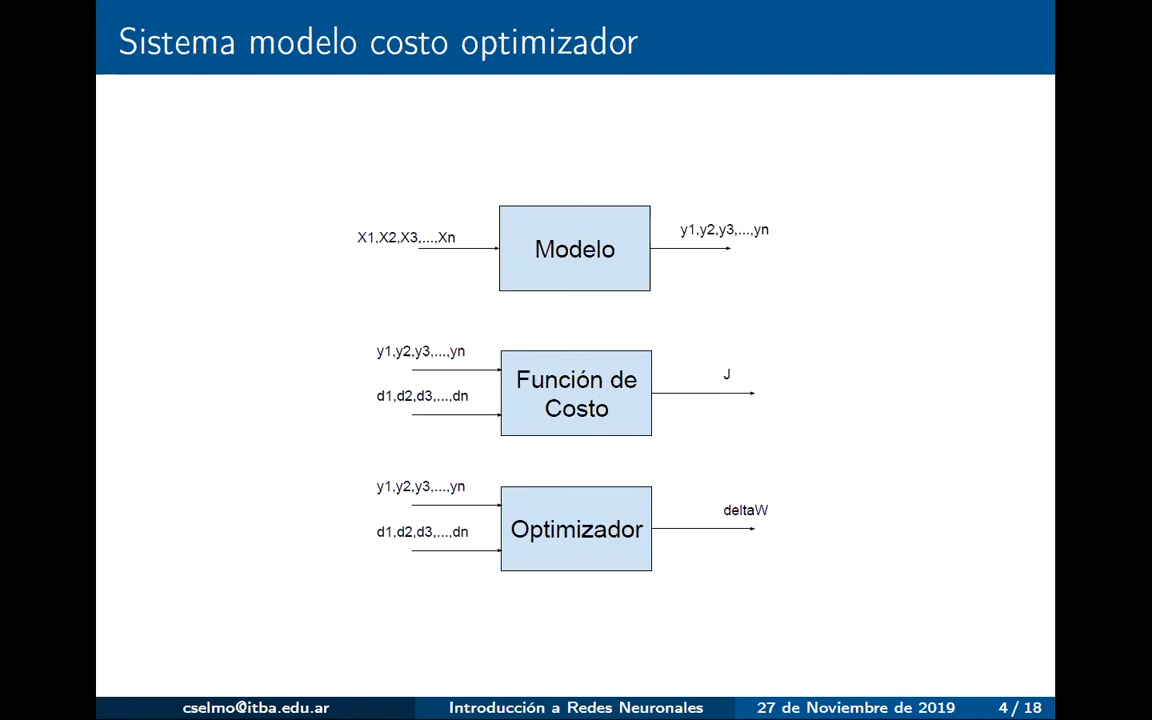 Sistema modelo costo optimizador
X1,X2,X3,...,Xn
Modelo
y1,y2,y3,...,yn
y1,y2,y3,...,yn
d1,d2,d3,...,dn
Función de
Costo
J
y1,y2,y3,...,yn
d1,d2,d3,...,dn
Optimizador
deltaW
cselmo@itba.edu.ar Introducción a Redes Neuronales 27 de Noviembre de 2019 4 / 18